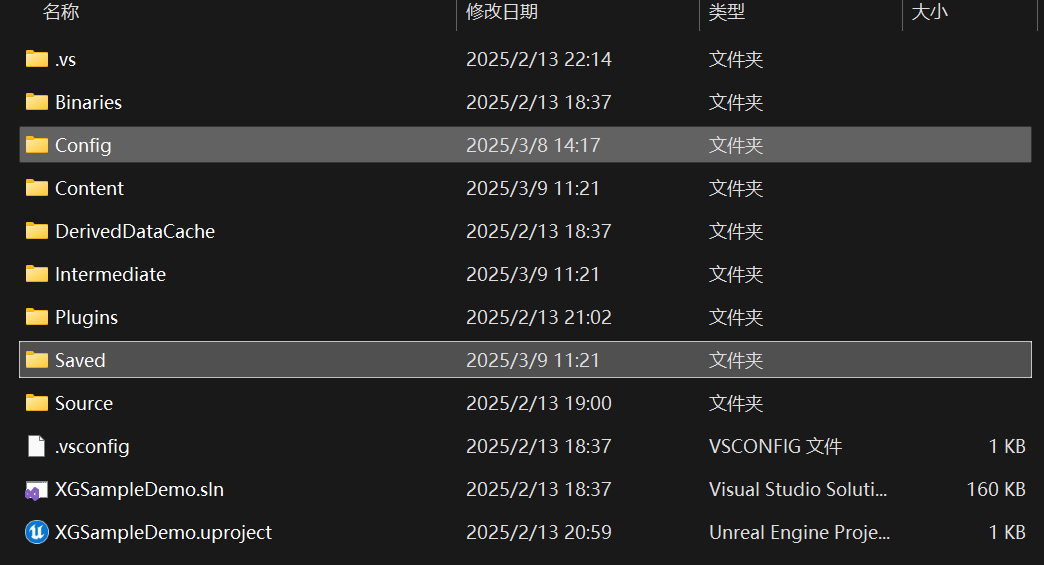 名称 修改日期 类型 大小
.vs 2025/2/13 22:14 文件夹
Binaries 2025/2/13 18:37 文件夹
Config 2025/3/8 14:17 文件夹
Content 2025/3/9 11:21 文件夹
DerivedDataCache 2025/2/13 18:37 文件夹
Intermediate 2025/3/9 11:21 文件夹
Plugins 2025/2/13 21:02 文件夹
Saved 2025/3/9 11:21 文件夹
Source 2025/2/13 19:00 文件夹
.vsconfig 2025/2/13 18:37 VSCONFIG 文件 1 KB
XGSampleDemo.sln 2025/2/13 18:37 Visual Studio Soluti... 160 KB
XGSampleDemo.uproject 2025/2/13 20:59 Unreal Engine Proje... 1 KB